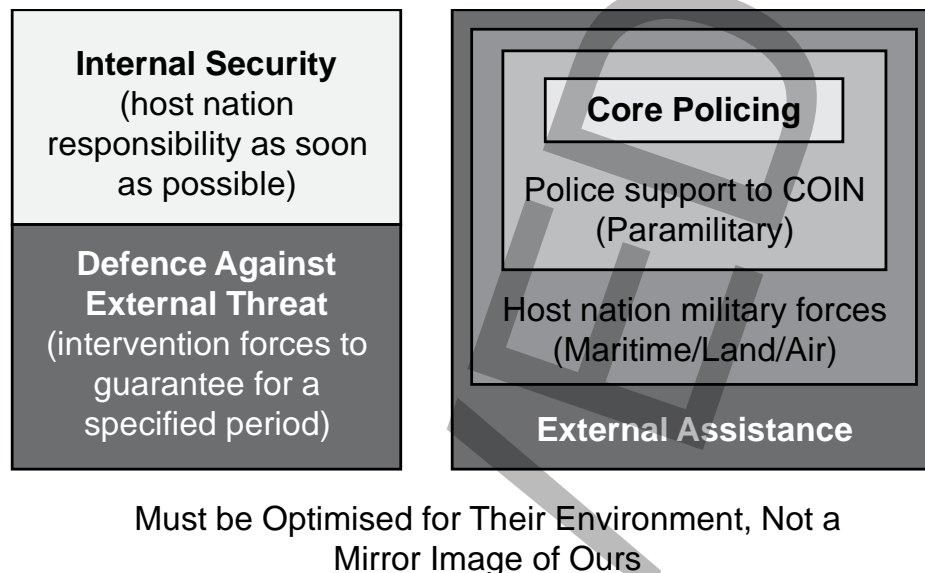 Internal Security
(host nation
responsibility as soon
as possible)
Defence Against
External Threat
(intervention forces to
guarantee for a
specified period)
Core Policing
Police support to COIN
(Paramilitary)
Host nation military forces
(Maritime/Land/Air)
External Assistance
Must be Optimised for Their Environment, Not a
Mirror Image of Ours